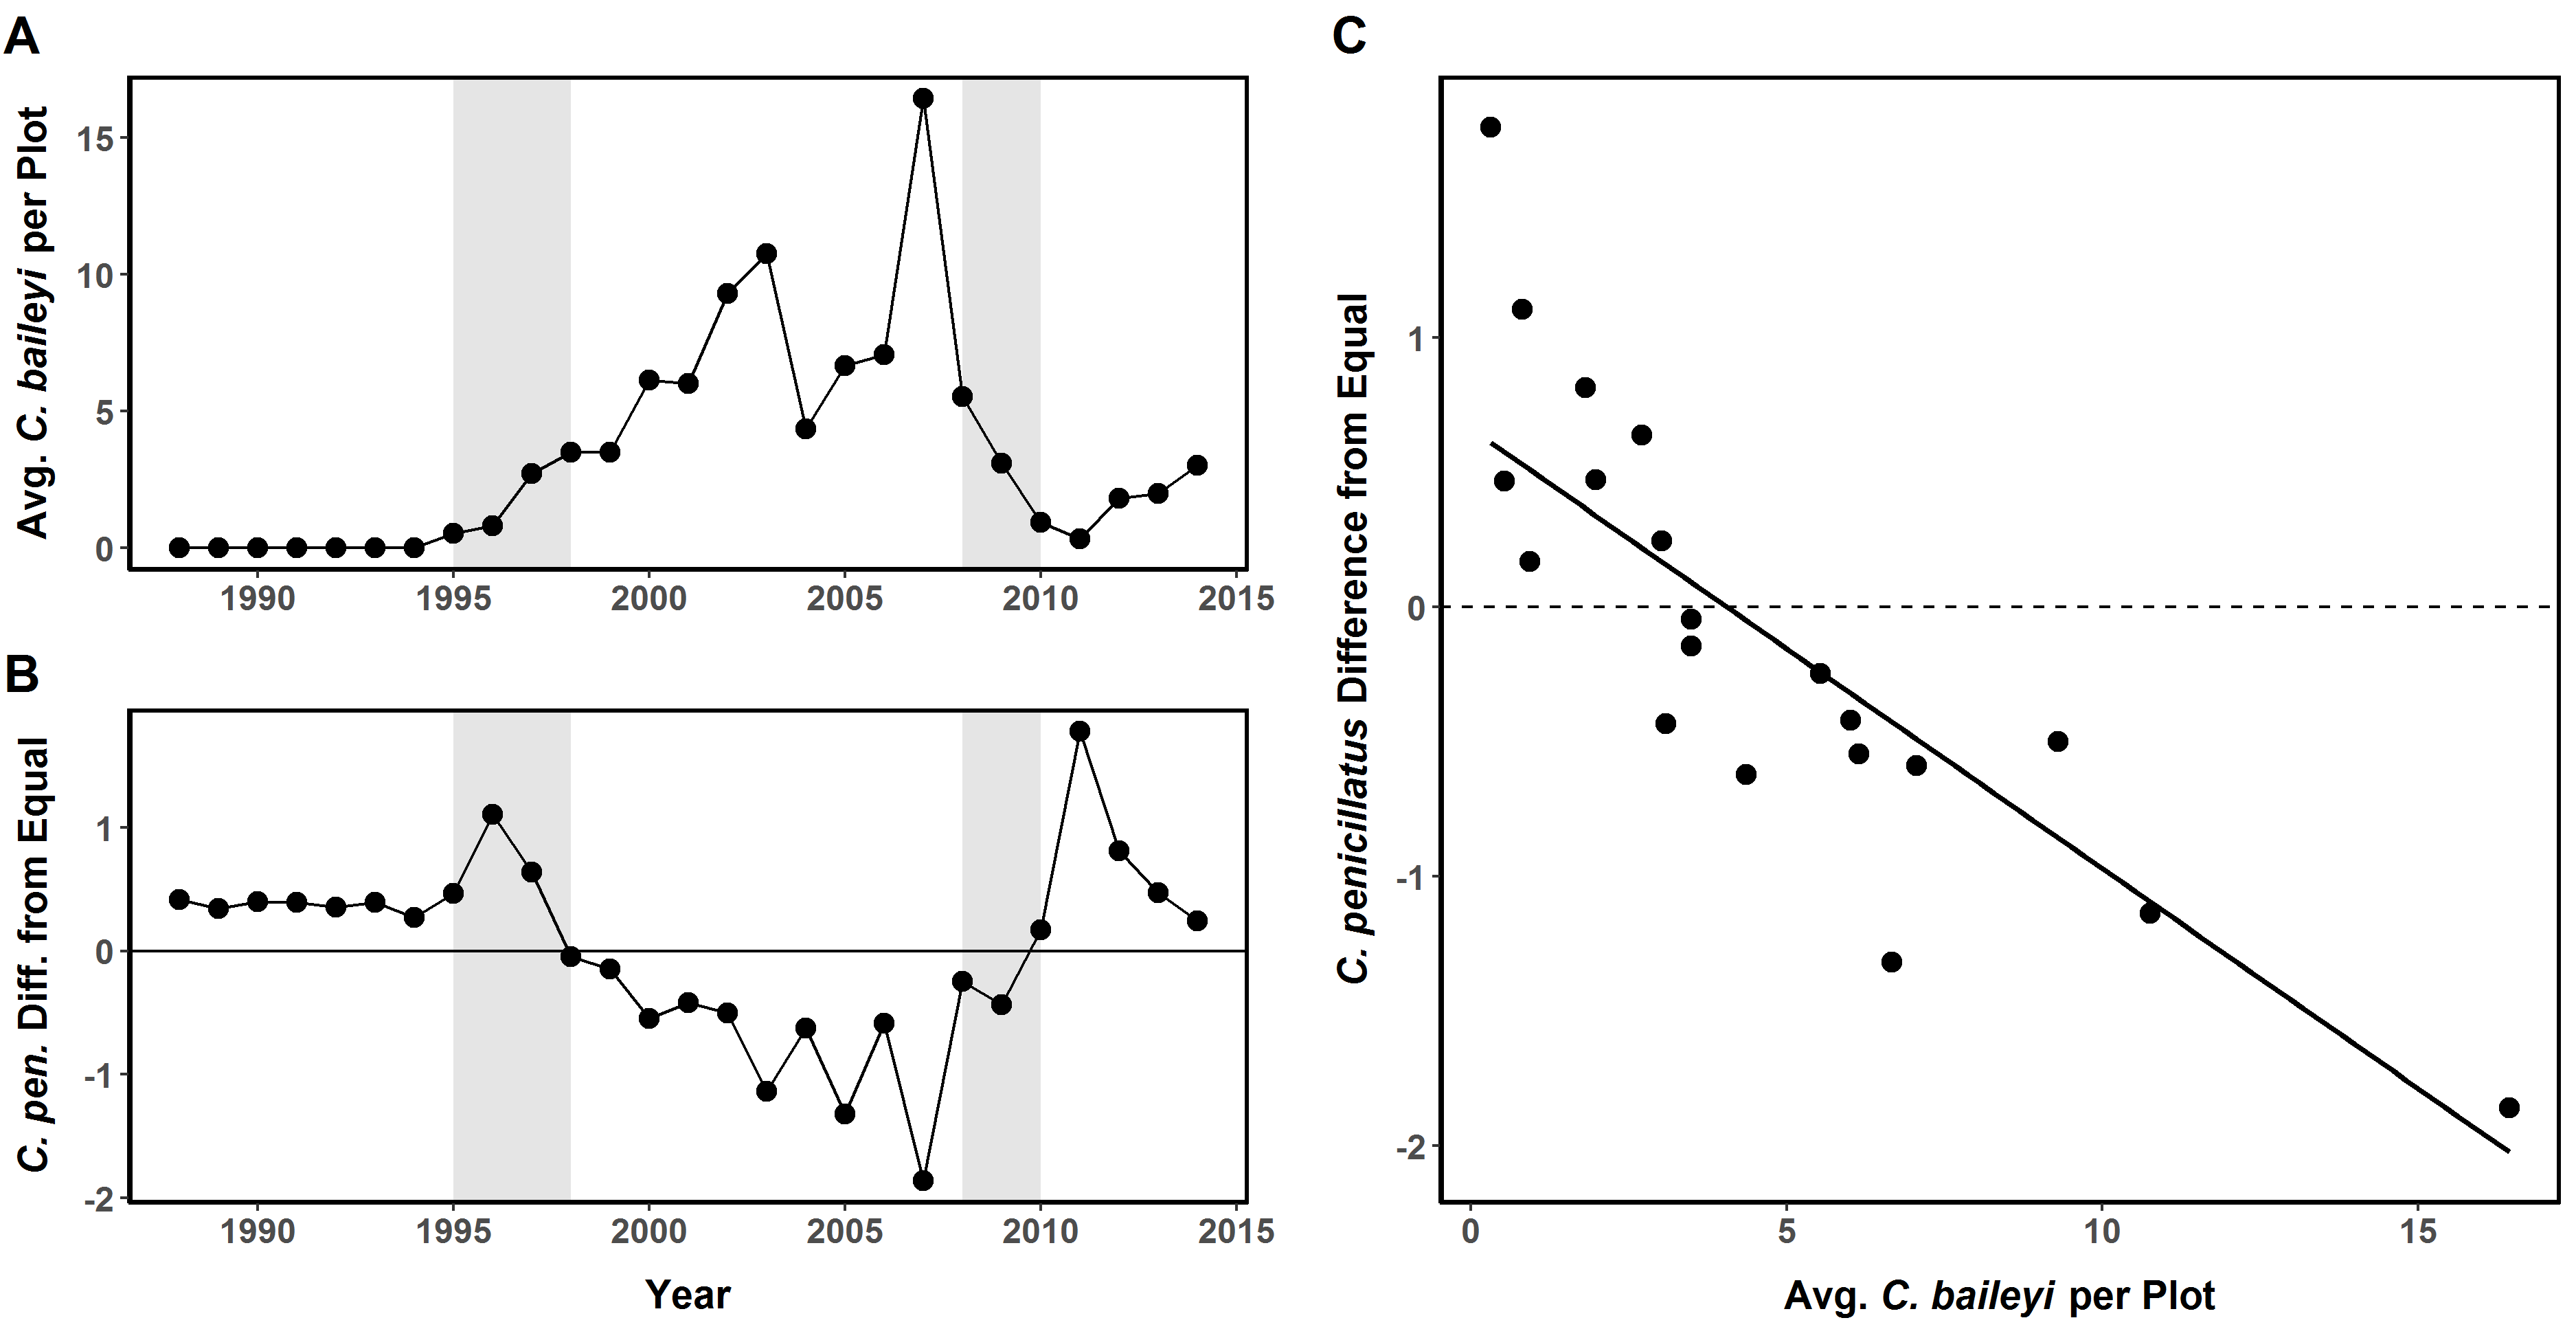 A
Avg. C. baileyi per Plot
15
10
5
0
1990 1995 2000 2005 2010 2015
B
C. pen. Diff. from Equal
1
0
-1
-2
1990 1995 2000 2005 2010 2015
Year
C
C. penicillatus Difference from Equal
1
0
-1
-2
0 5 10 15
Avg. C. baileyi per Plot